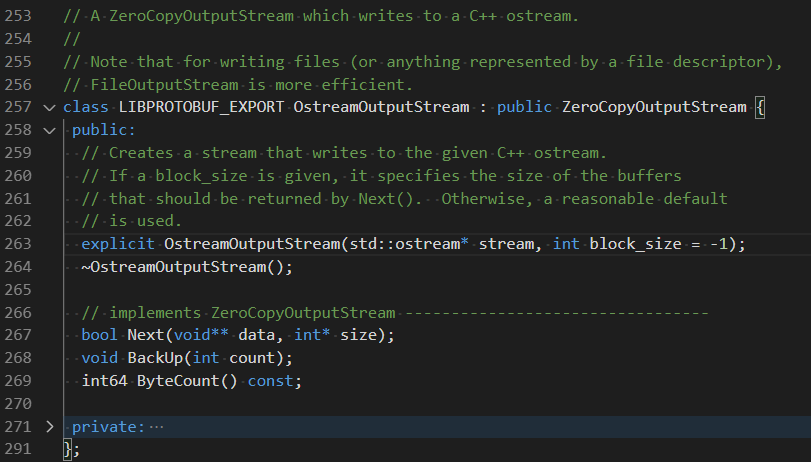 253 // A ZeroCopyOutputStream which writes to a C++ ostream.
254 //
255 // Note that for writing files (or anything represented by a file descriptor),
256 // FileOutputStream is more efficient.
257 class LIBPROTOBUF_EXPORT OstreamOutputStream : public ZeroCopyOutputStream {
258  public:
259   // Creates a stream that writes to the given C++ ostream.
260   // If a block_size is given, it specifies the size of the buffers
261   // that should be returned by Next().  Otherwise, a reasonable default
262   // is used.
263   explicit OstreamOutputStream(std::ostream* stream, int block_size = -1);
264   ~OstreamOutputStream();
265
266   // implements ZeroCopyOutputStream ---------------------------------
267   bool Next(void** data, int* size);
268   void BackUp(int count);
269   int64 ByteCount() const;
270
271  private:⋯
291 };